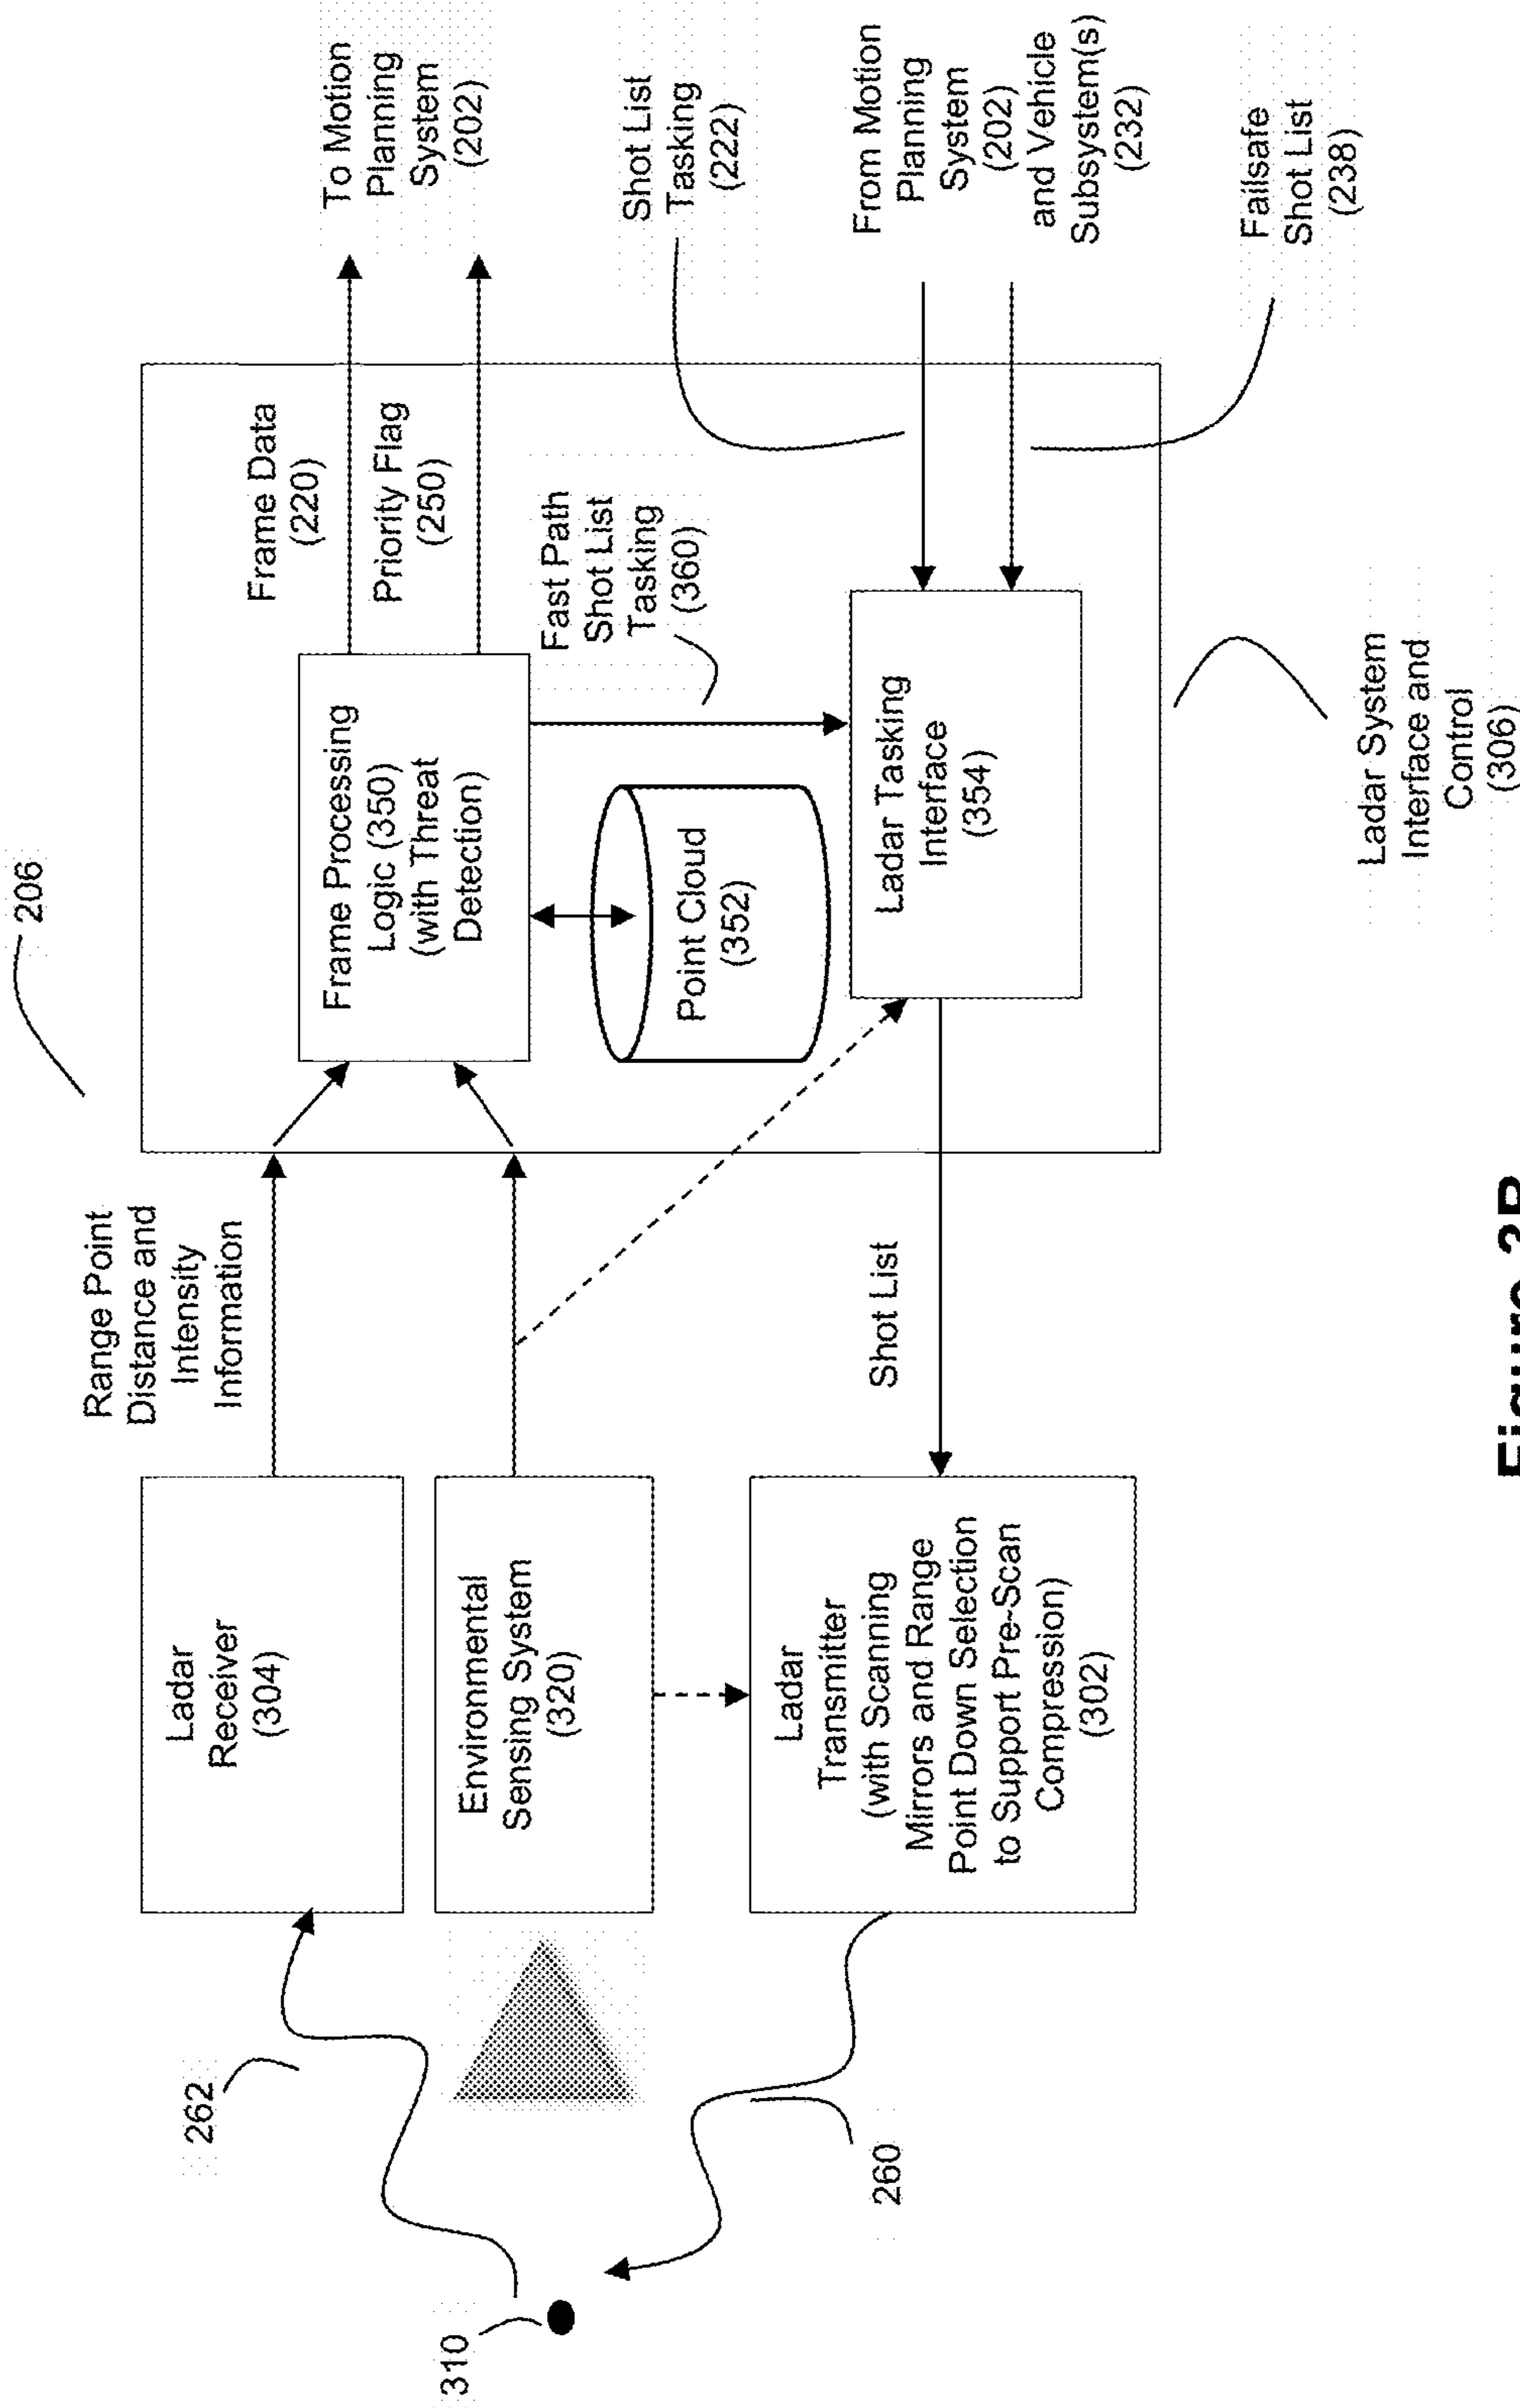 206
Range Point
Distance and
Intensity
Information
Ladar
Receiver
(304)
Environmental
Sensing System
(320)
Ladar
Transmitter
(with Scanning
Mirrors and Range
Point Down Selection
to Support Pre-Scan
Compression)
(302)
262
260
310
Shot List
Frame Processing
Logic (350)
(with Threat
Detection)
Point Cloud
(352)
Ladar Tasking
Interface
(354)
Frame Data
(220)
Priority Flag
(250)
Fast Path
Shot List
Tasking
(360)
To Motion
Planning
System
(202)
Shot List
Tasking
(222)
From Motion
Planning
System
(202)
and Vehicle
Subsystem(s)
(232)
Failsafe
Shot List
(238)
Ladar System
Interface and
Control
(306)
Figure